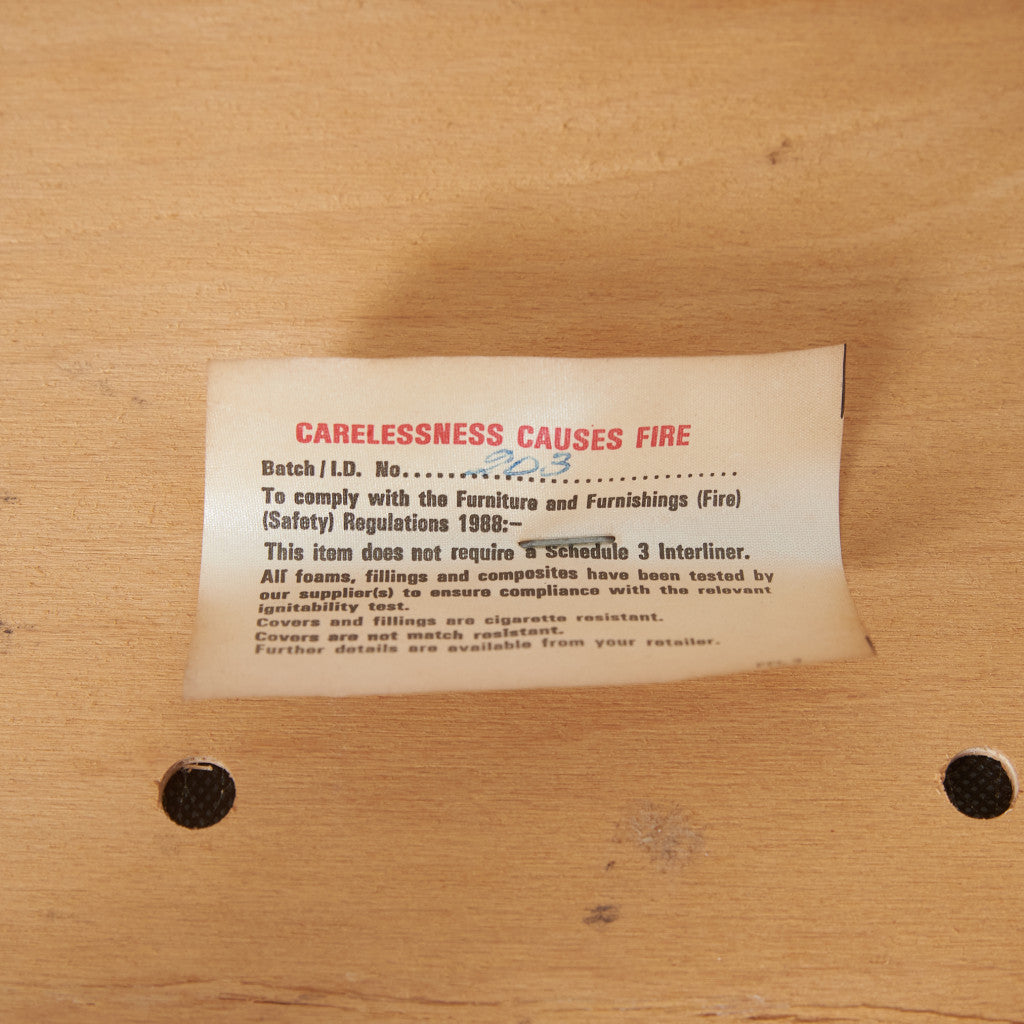 CARELESSNESS CAUSES FIRE
Batch / I.D. No......203....................
To comply with the Furniture and Furnishings (Fire)
(Safety) Regulations 1988:–
This item does not require a Schedule 3 Interliner.
All foams, fillings and composites have been tested by
our supplier(s) to ensure compliance with the relevant
ignitability test.
Covers and fillings are cigarette resistant.
Covers are not match resistant.
Further details are available from your retailer.